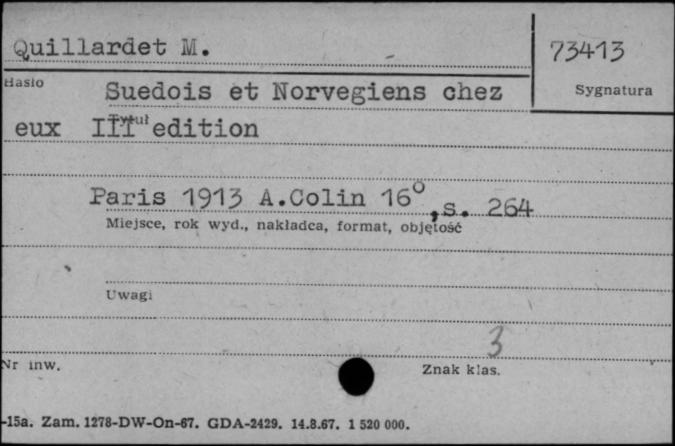 Quillardet M.
73413
Hasło
Sygnatura
Suedois et Norvegiens chez
Tytuł
eux III edition
Paris 1913 A.Colin 16°, s. 264
Miejsce, rok wyd., nakładca, format, objętość
Uwagi
3
Nr inw.
Znak klas.
-15a. Zam. 1278-DW-On-67. GDA-2429. 14.8.67. 1 520 000.